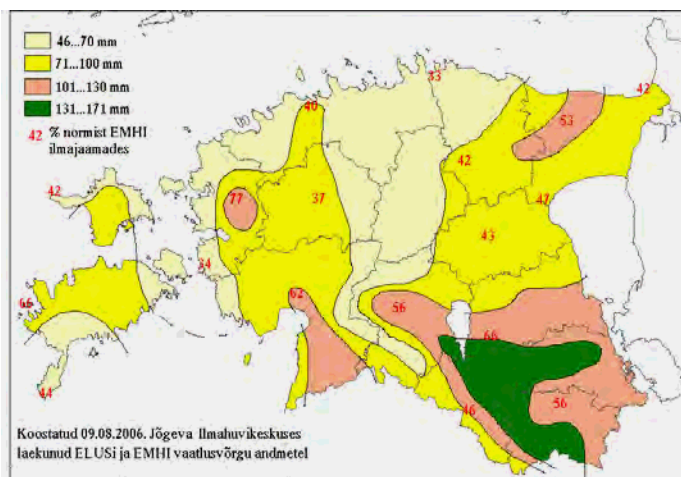 46...70 mm
71...100 mm
101...130 mm
131...171 mm
42 % normist EMHI
ilmajaamades
33
42
40
53
42
42
77
37
47
43
34
66
62
56
66
44
46
56
Koostatud 09.08.2006. Jõgeva Ilmahuvikeskuses
laekunud ELUSi ja EMHI vaatlusvõrgu andmetel